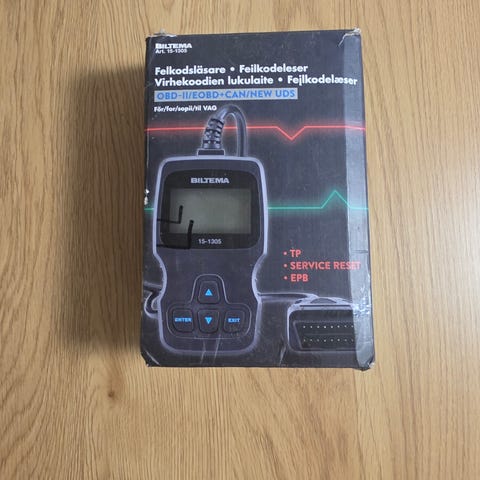 BILTEMA
Art. 15-1305
Felkodsläsare • Feilkodeleser
Virhekoodien lukulaite • Fejlkodelæser
OBD-II/EOBD+CAN/NEW UDS
För/for/sopii/til VAG
BILTEMA
15-1305
• TP
• SERVICE RESET
• EPB
ENTER
EXIT